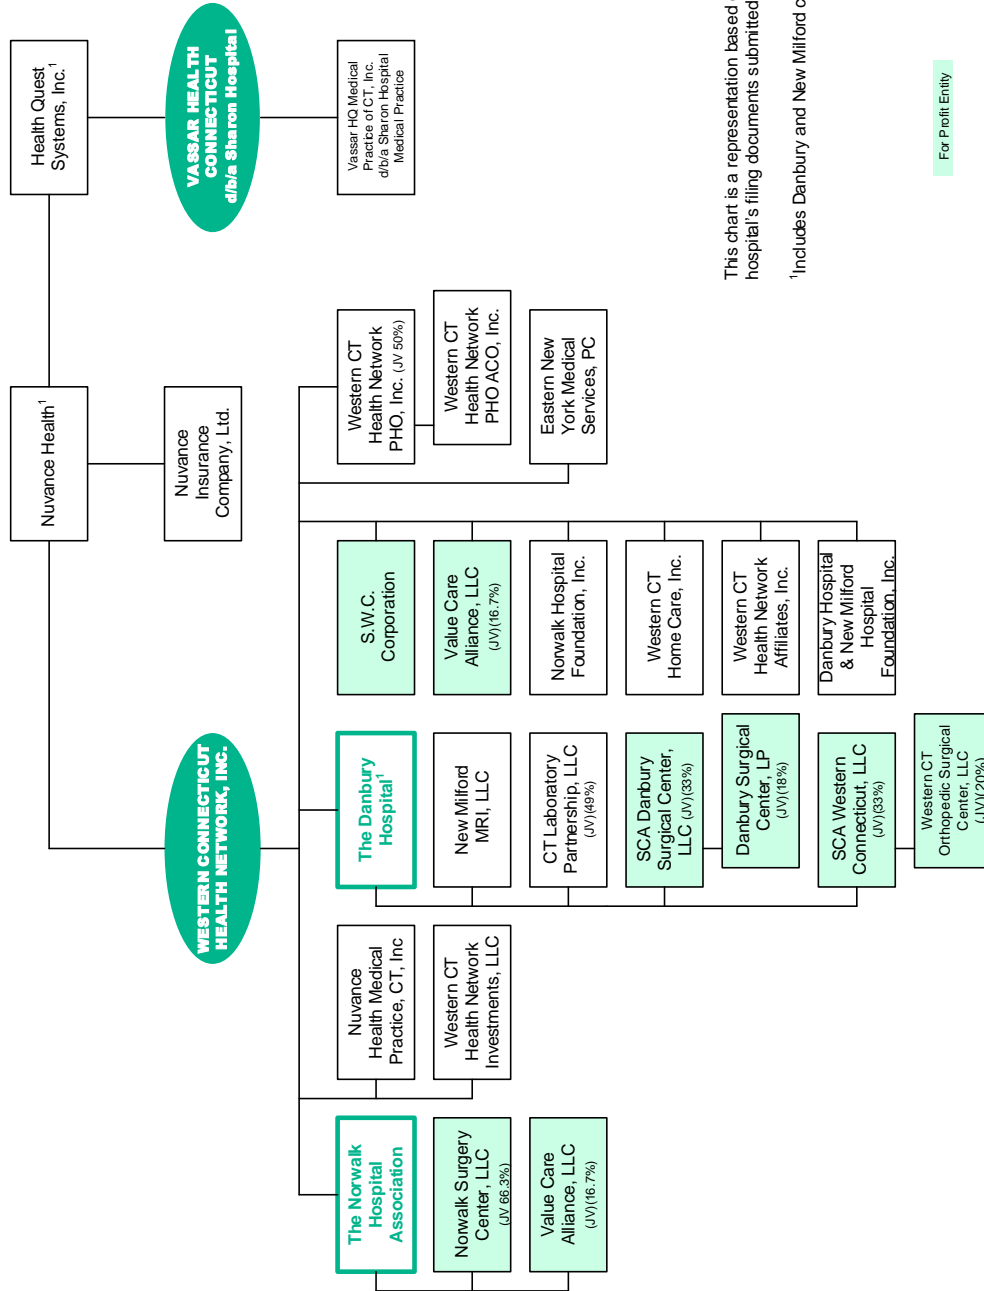 Nuvance Health¹
Health Quest
Systems, Inc.¹
Nuvance
Insurance
Company, Ltd.
WESTERN CONNECTICUT
HEALTH NETWORK, INC.
VASSAR HEALTH
CONNECTICUT
d/b/a Sharon Hospital
Vassar HQ Medical
Practice of CT, Inc.
d/b/a Sharon Hospital
Medical Practice
The Norwalk
Hospital
Association
Norwalk Surgery
Center, LLC
(JV 66.3%)
Value Care
Alliance, LLC
(JV)(16.7%)
Nuvance
Health Medical
Practice, CT, Inc
Western CT
Health Network
Investments, LLC
The Danbury
Hospital¹
New Milford
MRI, LLC
CT Laboratory
Partnership, LLC
(JV)(49%)
SCA Danbury
Surgical Center,
LLC (JV)(33%)
Danbury Surgical
Center, LP
(JV)(18%)
SCA Western
Connecticut, LLC
(JV)(33%)
Western CT
Orthopedic Surgical
Center, LLC
(JV)(20%)
S.W.C.
Corporation
Value Care
Alliance, LLC
(JV)(16.7%)
Norwalk Hospital
Foundation, Inc.
Western CT
Home Care, Inc.
Western CT
Health Network
Affiliates, Inc.
Danbury Hospital
& New Milford
Hospital
Foundation, Inc.
Western CT
Health Network
PHO, Inc. (JV 50%)
Western CT
Health Network
PHO ACO, Inc.
Eastern New
York Medical
Services, PC
This chart is a representation based
hospital's filing documents submitted
¹Includes Danbury and New Milford
For Profit Entity